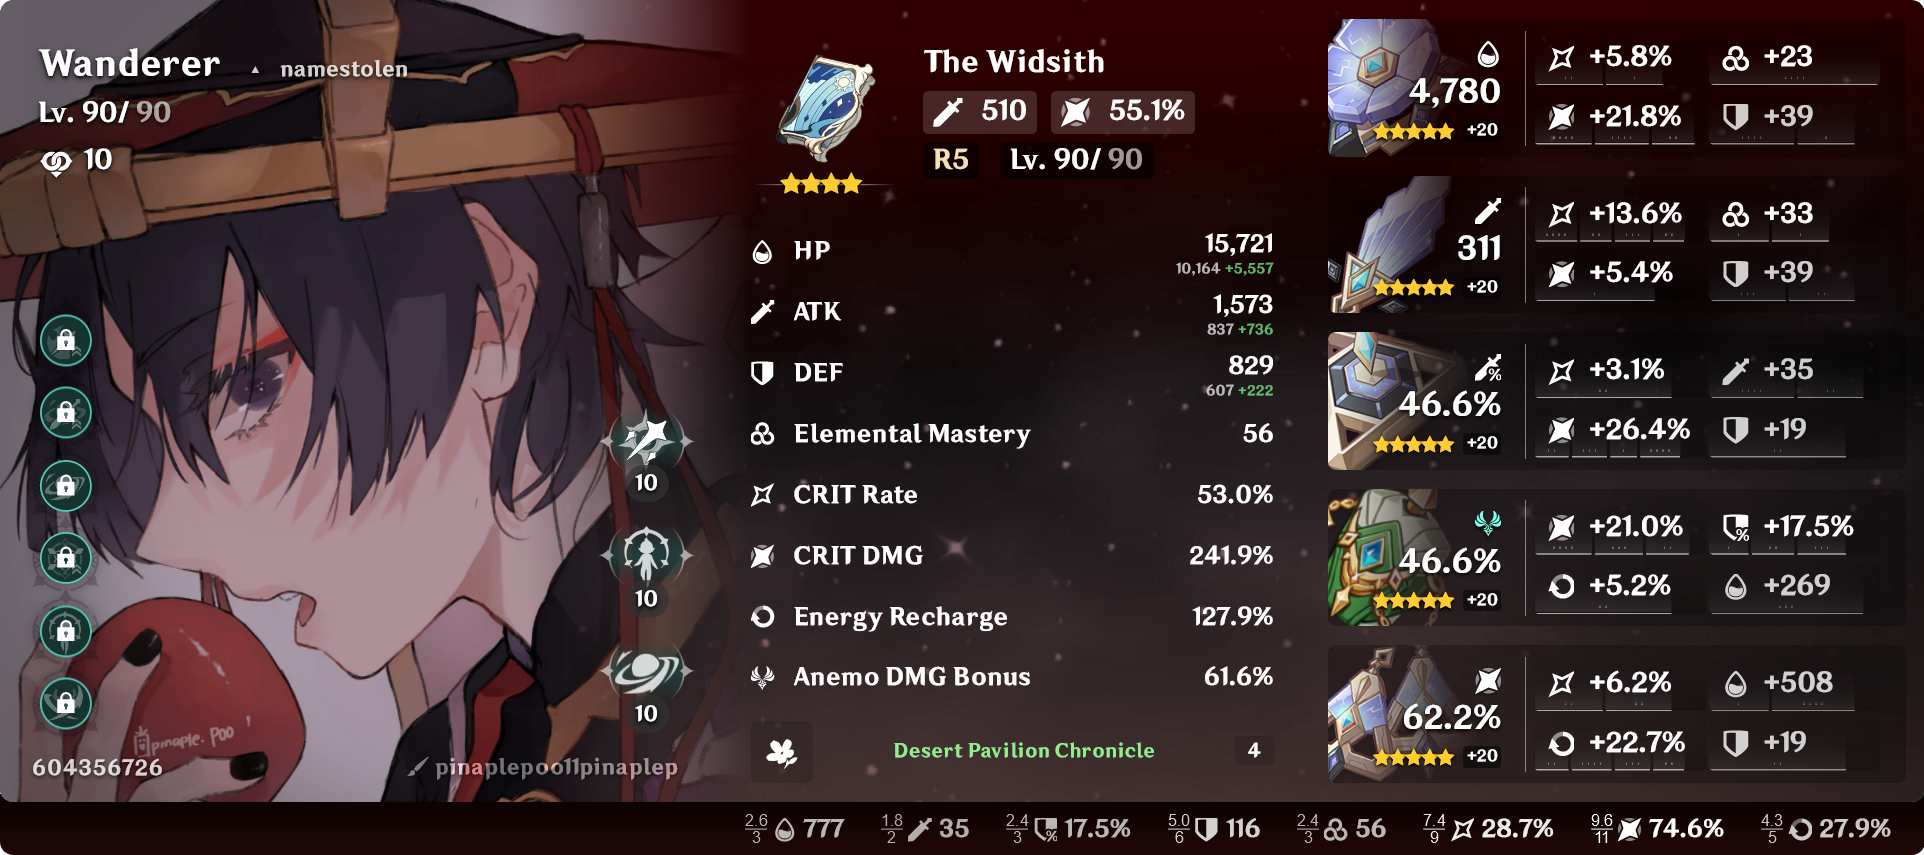 Wanderer ▲ namestolen
Lv. 90/ 90
10
10
10
10
pinaple.Poo
604356726
pinaplepoo11pinaplep
The Widsith
510 55.1%
R5 Lv. 90/ 90
HP 15,721
10,164 +5,557
ATK 1,573
837 +736
DEF 829
607 +222
Elemental Mastery 56
CRIT Rate 53.0%
CRIT DMG 241.9%
Energy Recharge 127.9%
Anemo DMG Bonus 61.6%
Desert Pavilion Chronicle 4
4,780
+20
+5.8% +23
+21.8% +39
311
+20
+13.6% +33
+5.4% +39
%
46.6%
+20
+3.1% +35
+26.4% +19
46.6%
+20
+21.0% % +17.5%
+5.2% +269
62.2%
+20
+6.2% +508
+22.7% +19
2.6 3 777 1.8 2 35 2.4 3 % 17.5% 5.0 6 116 2.4 3 56 7.4 9 28.7% 9.6 11 74.6% 4.3 5 27.9%